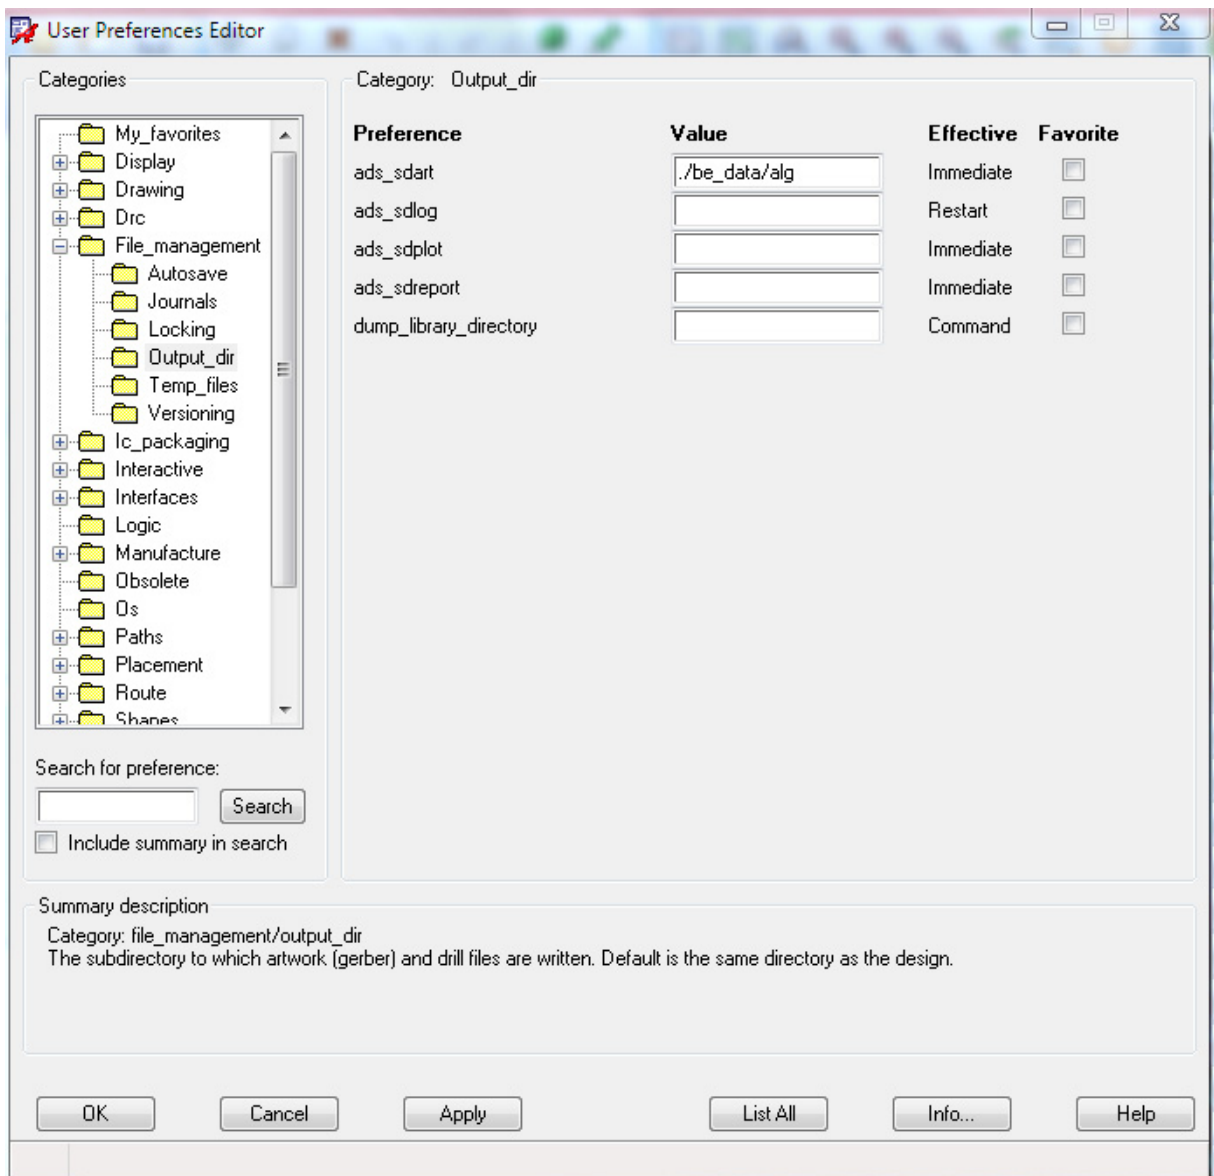 User Preferences Editor
Categories
My_favorites
Display
Drawing
Drc
File_management
Autosave
Journals
Locking
Output_dir
Temp_files
Versioning
Ic_packaging
Interactive
Interfaces
Logic
Manufacture
Obsolete
Os
Paths
Placement
Route
Shapes
Search for preference:
Search
Include summary in search
Category: Output_dir
Preference Value Effective Favorite
ads_sdart ./be_data/alg Immediate
ads_sdlog Restart
ads_sdplot Immediate
ads_sdreport Immediate
dump_library_directory Command
Summary description
Category: file_management/output_dir
The subdirectory to which artwork (gerber) and drill files are written. Default is the same directory as the design.
OK Cancel Apply List All Info... Help